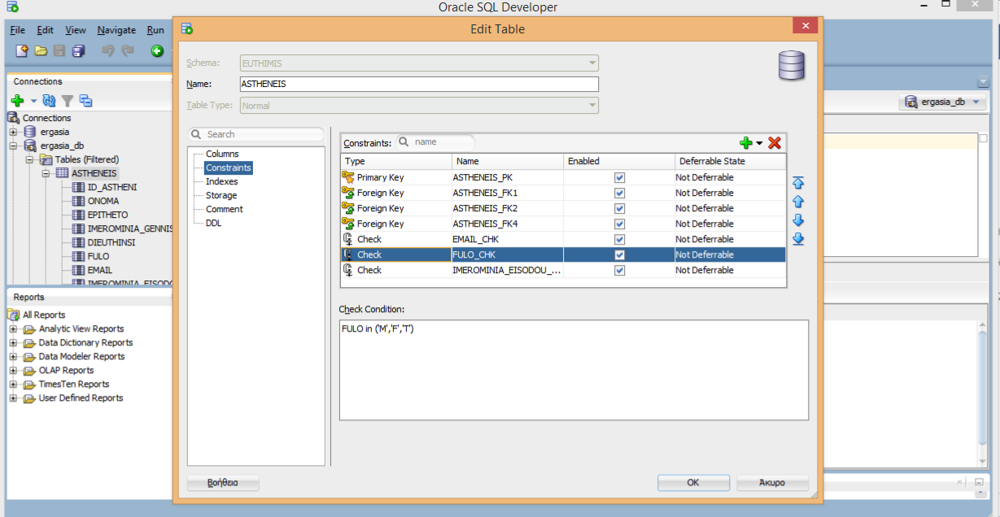 Oracle SQL Developer
File Edit View Navigate Run
Connections
Connections
ergasia
ergasia_db
Tables (Filtered)
ASTHENEIS
ID_ASTHENI
ONOMA
EPITHETO
IMEROMINIA_GENNIS
DIEUTHINSI
FULO
EMAIL
IMEROMINIA_EISODO
Reports
All Reports
Analytic View Reports
Data Dictionary Reports
Data Modeler Reports
OLAP Reports
TimesTen Reports
User Defined Reports
Edit Table
Schema: EUTHIMIS
Name: ASTHENEIS
Table Type: Normal
Search
Columns
Constraints
Indexes
Storage
Comment
DDL
Constraints: name
Type Name Enabled Deferrable State
Primary Key ASTHENEIS_PK Not Deferrable
Foreign Key ASTHENEIS_FK1 Not Deferrable
Foreign Key ASTHENEIS_FK2 Not Deferrable
Foreign Key ASTHENEIS_FK4 Not Deferrable
Check EMAIL_CHK Not Deferrable
Check FULO_CHK Not Deferrable
Check IMEROMINIA_EISODOU_... Not Deferrable
Check Condition:
FULO in ('M','F','T')
Βοήθεια OK Άκυρο
ergasia_db